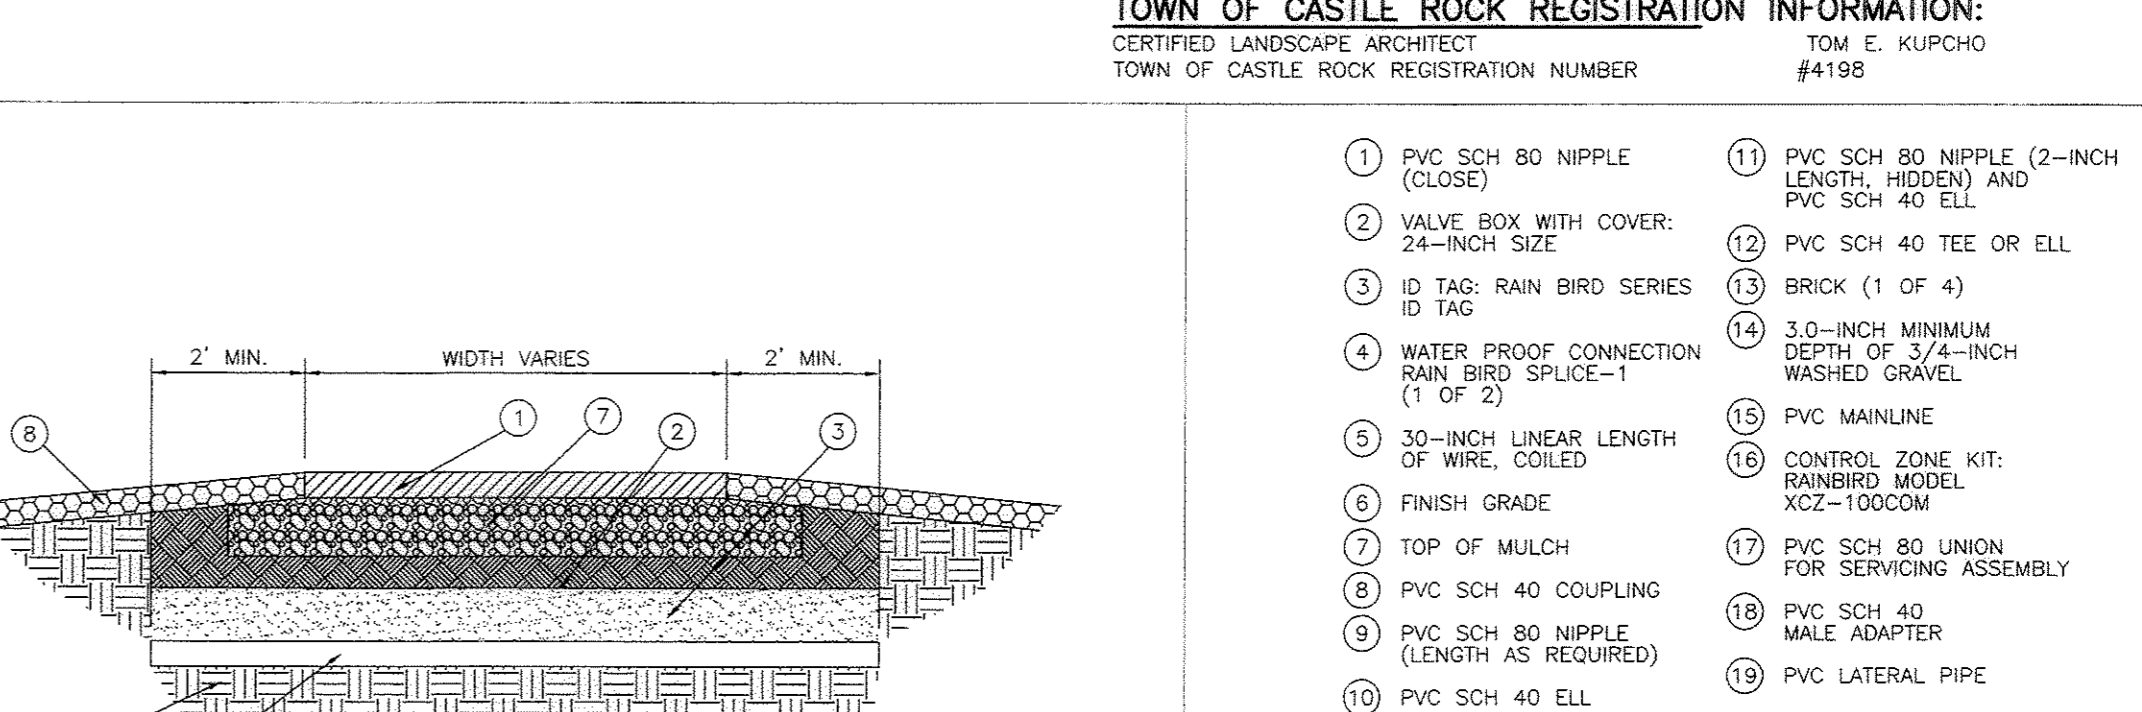 TOWN OF CASTLE ROCK REGISTRATION INFORMATION:
CERTIFIED LANDSCAPE ARCHITECT TOM E. KUPCHO
TOWN OF CASTLE ROCK REGISTRATION NUMBER #4198
2' MIN. WIDTH VARIES 2' MIN.
8 1 7 2 3
1 PVC SCH 80 NIPPLE
(CLOSE)
2 VALVE BOX WITH COVER:
24-INCH SIZE
3 ID TAG: RAIN BIRD SERIES
ID TAG
4 WATER PROOF CONNECTION
RAIN BIRD SPLICE-1
(1 OF 2)
5 30-INCH LINEAR LENGTH
OF WIRE, COILED
6 FINISH GRADE
7 TOP OF MULCH
8 PVC SCH 40 COUPLING
9 PVC SCH 80 NIPPLE
(LENGTH AS REQUIRED)
10 PVC SCH 40 ELL
11 PVC SCH 80 NIPPLE (2-INCH
LENGTH, HIDDEN) AND
PVC SCH 40 ELL
12 PVC SCH 40 TEE OR ELL
13 BRICK (1 OF 4)
14 3.0-INCH MINIMUM
DEPTH OF 3/4-INCH
WASHED GRAVEL
15 PVC MAINLINE
16 CONTROL ZONE KIT:
RAINBIRD MODEL
XCZ-100COM
17 PVC SCH 80 UNION
FOR SERVICING ASSEMBLY
18 PVC SCH 40
MALE ADAPTER
19 PVC LATERAL PIPE